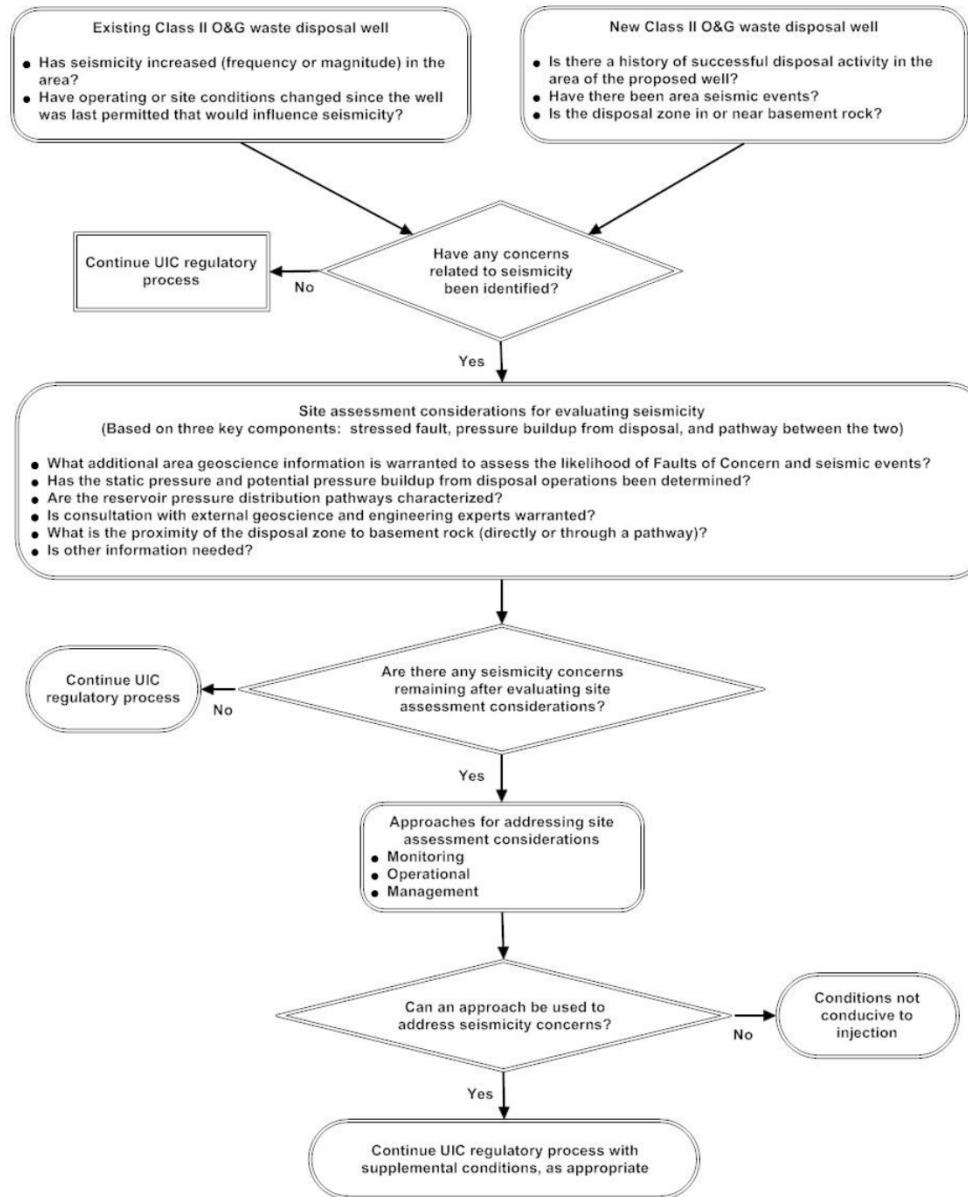 Existing Class II O&G waste disposal well
● Has seismicity increased (frequency or magnitude) in the
area?
● Have operating or site conditions changed since the well
was last permitted that would influence seismicity?
New Class II O&G waste disposal well
● Is there a history of successful disposal activity in the
area of the proposed well?
● Have there been area seismic events?
● Is the disposal zone in or near basement rock?
Have any concerns
related to seismicity
been identified?
No
Continue UIC regulatory
process
Yes
Site assessment considerations for evaluating seismicity
(Based on three key components: stressed fault, pressure buildup from disposal, and pathway between the two)
● What additional area geoscience information is warranted to assess the likelihood of Faults of Concern and seismic events?
● Has the static pressure and potential pressure buildup from disposal operations been determined?
● Are the reservoir pressure distribution pathways characterized?
● Is consultation with external geoscience and engineering experts warranted?
● What is the proximity of the disposal zone to basement rock (directly or through a pathway)?
● Is other information needed?
Are there any seismicity concerns
remaining after evaluating site
assessment considerations?
No
Continue UIC
regulatory process
Yes
Approaches for addressing site
assessment considerations
● Monitoring
● Operational
● Management
Can an approach be used to
address seismicity concerns?
No
Conditions not
conducive to
injection
Yes
Continue UIC regulatory process with
supplemental conditions, as appropriate